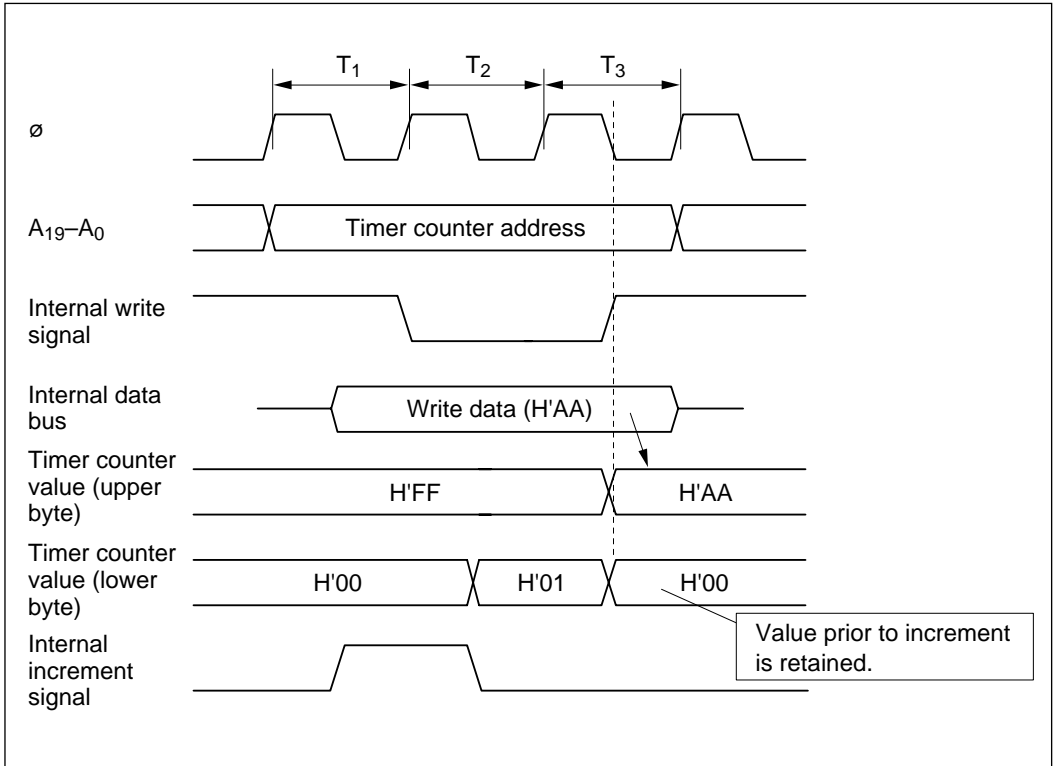 T1 T2 T3
ø
A19–A0
Timer counter address
Internal write
signal
Internal data
bus
Write data (H'AA)
Timer counter
value (upper
byte)
H'FF
H'AA
Timer counter
value (lower
byte)
H'00
H'01
H'00
Value prior to increment
is retained.
Internal
increment
signal